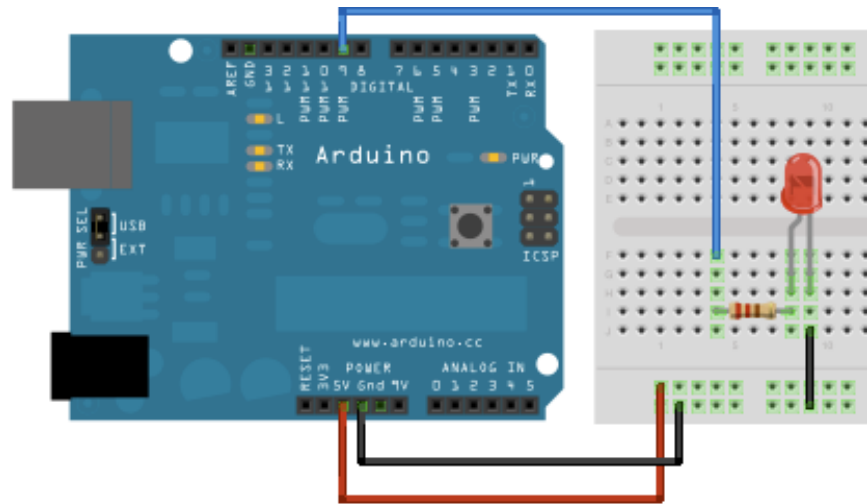 AREF GND 13 12 PWM 11 PWM 10 PWM 9 8 7 PWM 6 PWM 5 4 PWM 3 2 TX 1 RX 0
DIGITAL
L
TX
RX
Arduino
PWR
1
PWR SEL
USB
EXT
ICSP
www.arduino.cc
POWER
ANALOG IN
RESET 3V3 5V Gnd 9V 0 1 2 3 4 5
1 5 10
A
B
C
D
E
F
G
H
I
J
1 5 10